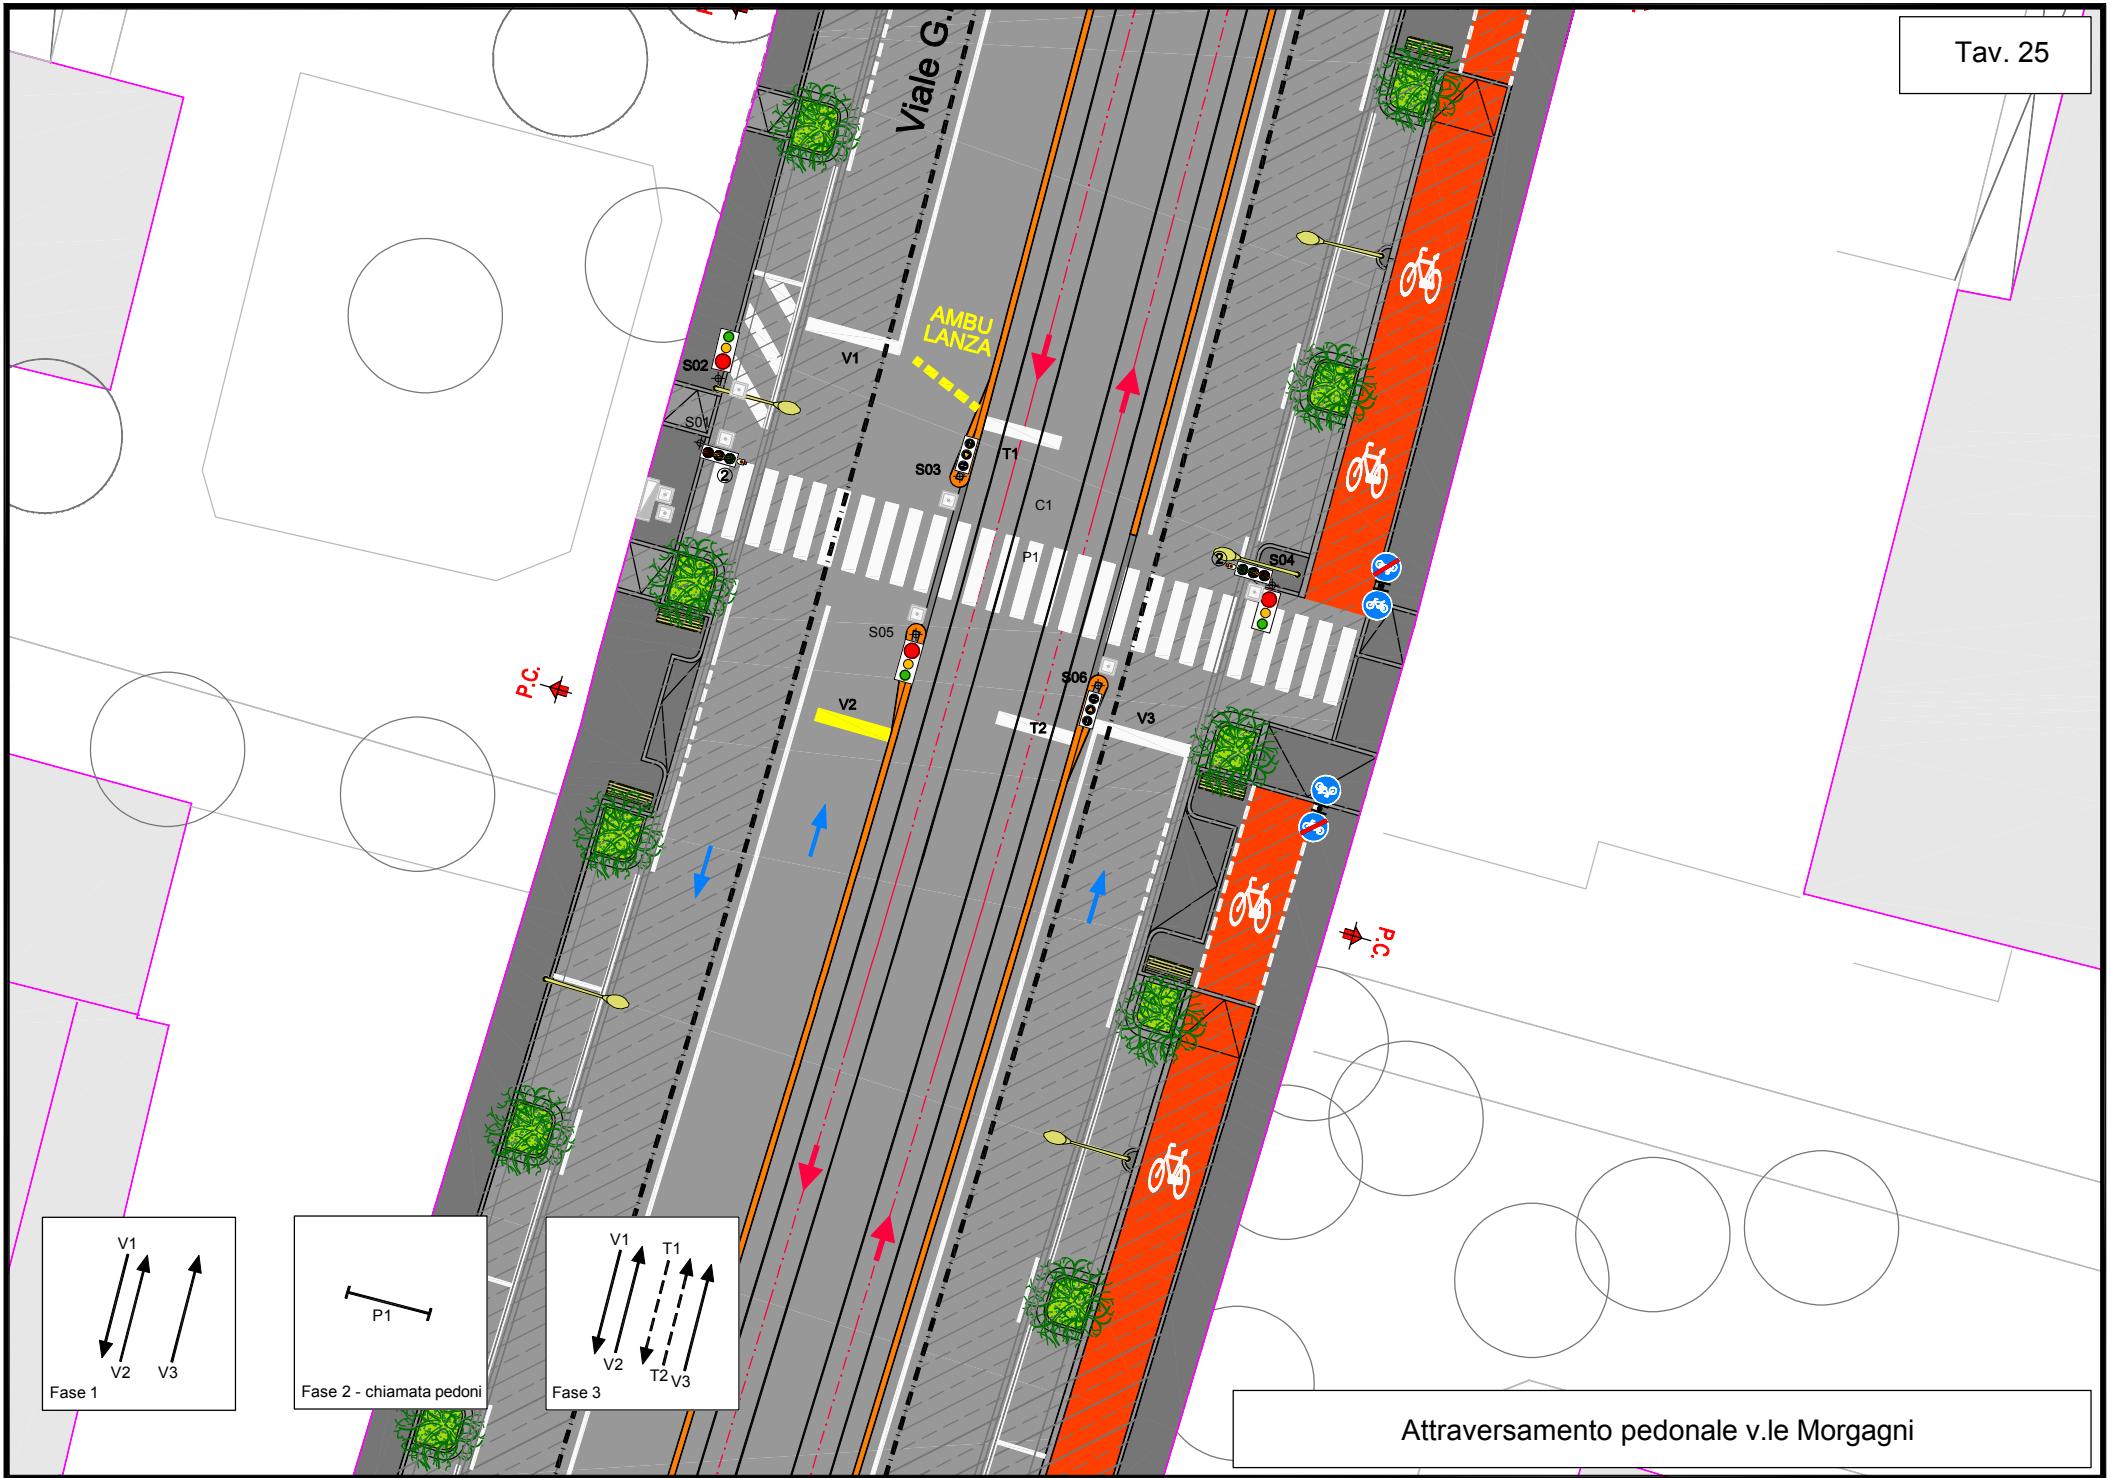 Tav. 25
Viale G.
AMBU
LANZA
V1
S02
S01
2
S03
T1
C1
P1
2
S04
S05
S06
V2
T2
V3
P.C.
P.C.
V1
V2
V3
Fase 1
P1
Fase 2 - chiamata pedoni
V1
T1
V2
T2
V3
Fase 3
Attraversamento pedonale v.le Morgagni